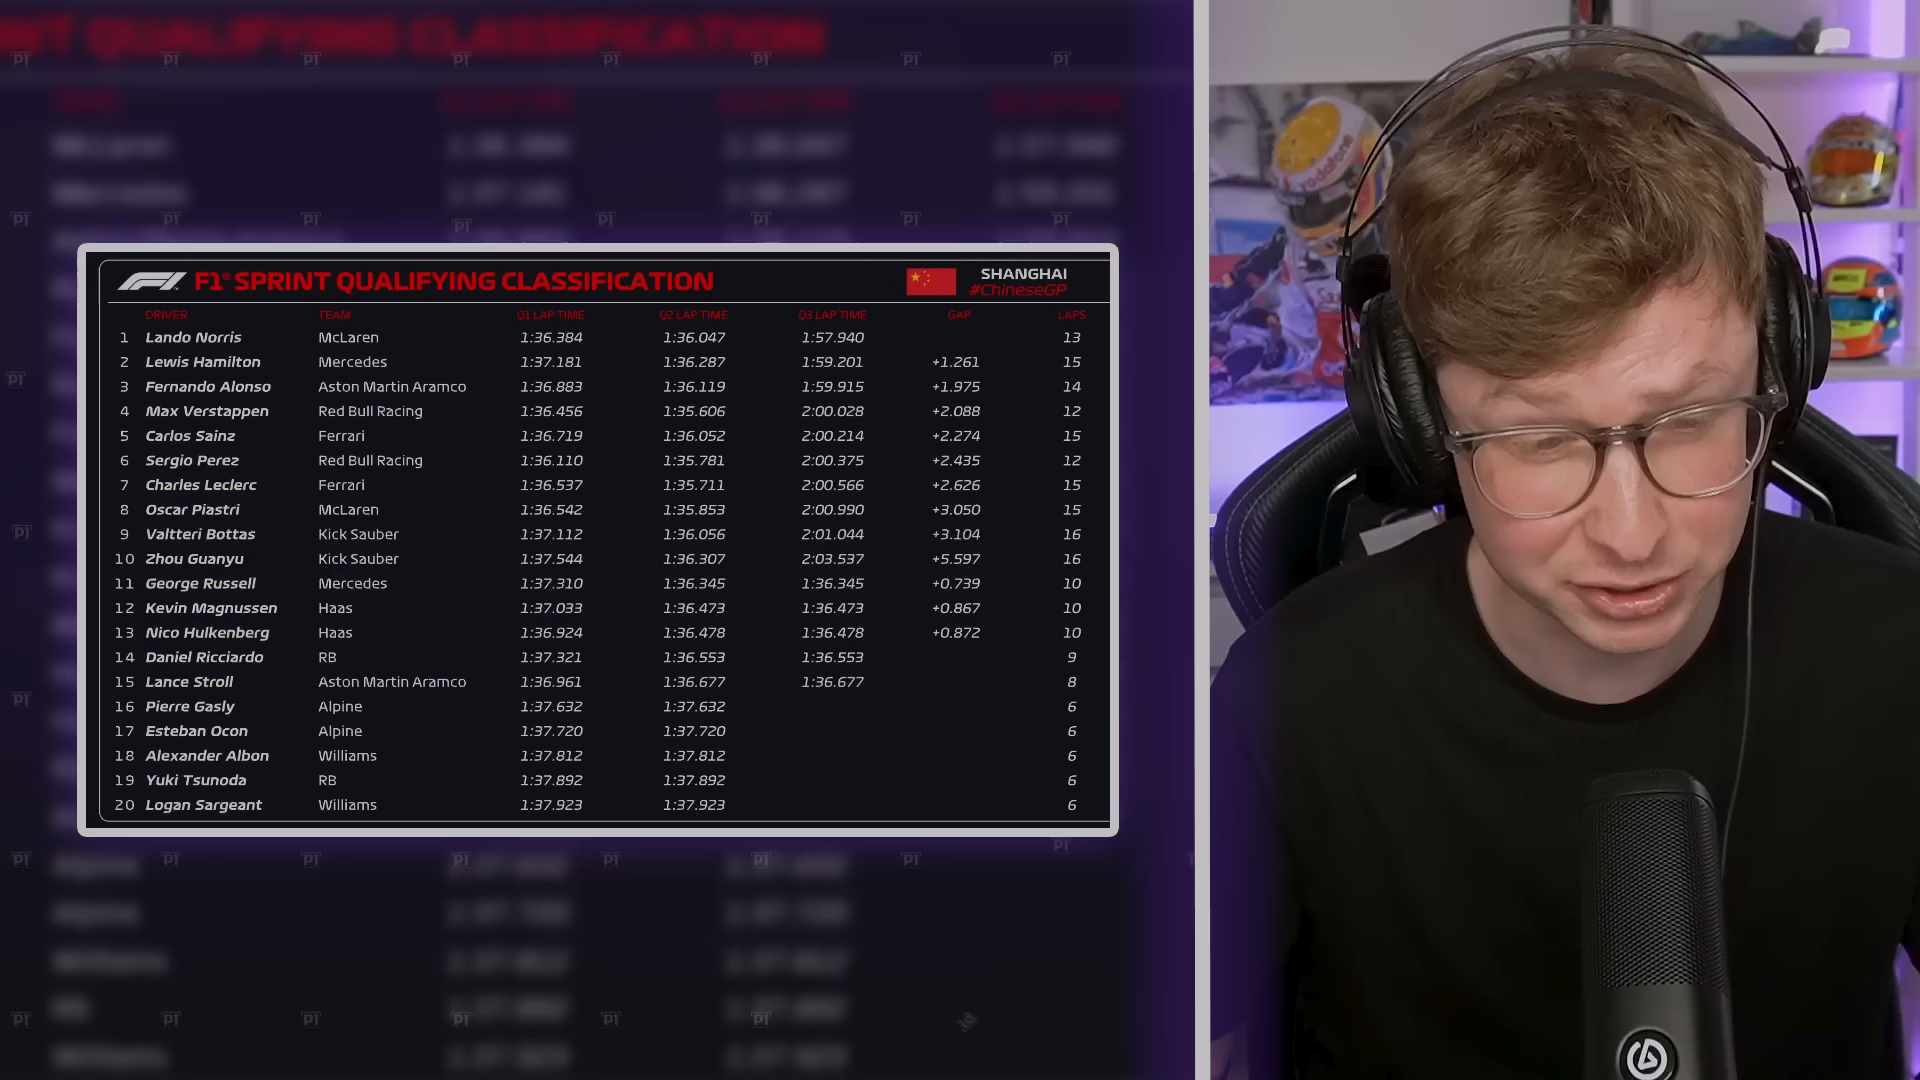 NT QUALIFYING CLASSIFICATION
F1 F1® SPRINT QUALIFYING CLASSIFICATION SHANGHAI
#ChineseGP
DRIVER TEAM Q1 LAP TIME Q2 LAP TIME Q3 LAP TIME GAP LAPS
1 Lando Norris McLaren 1:36.384 1:36.047 1:57.940 13
2 Lewis Hamilton Mercedes 1:37.181 1:36.287 1:59.201 +1.261 15
3 Fernando Alonso Aston Martin Aramco 1:36.883 1:36.119 1:59.915 +1.975 14
4 Max Verstappen Red Bull Racing 1:36.456 1:35.606 2:00.028 +2.088 12
5 Carlos Sainz Ferrari 1:36.719 1:36.052 2:00.214 +2.274 15
6 Sergio Perez Red Bull Racing 1:36.110 1:35.781 2:00.375 +2.435 12
7 Charles Leclerc Ferrari 1:36.537 1:35.711 2:00.566 +2.626 15
8 Oscar Piastri McLaren 1:36.542 1:35.853 2:00.990 +3.050 15
9 Valtteri Bottas Kick Sauber 1:37.112 1:36.056 2:01.044 +3.104 16
10 Zhou Guanyu Kick Sauber 1:37.544 1:36.307 2:03.537 +5.597 16
11 George Russell Mercedes 1:37.310 1:36.345 1:36.345 +0.739 10
12 Kevin Magnussen Haas 1:37.033 1:36.473 1:36.473 +0.867 10
13 Nico Hulkenberg Haas 1:36.924 1:36.478 1:36.478 +0.872 10
14 Daniel Ricciardo RB 1:37.321 1:36.553 1:36.553 9
15 Lance Stroll Aston Martin Aramco 1:36.961 1:36.677 1:36.677 8
16 Pierre Gasly Alpine 1:37.632 1:37.632 6
17 Esteban Ocon Alpine 1:37.720 1:37.720 6
18 Alexander Albon Williams 1:37.812 1:37.812 6
19 Yuki Tsunoda RB 1:37.892 1:37.892 6
20 Logan Sargeant Williams 1:37.923 1:37.923 6
vodafone